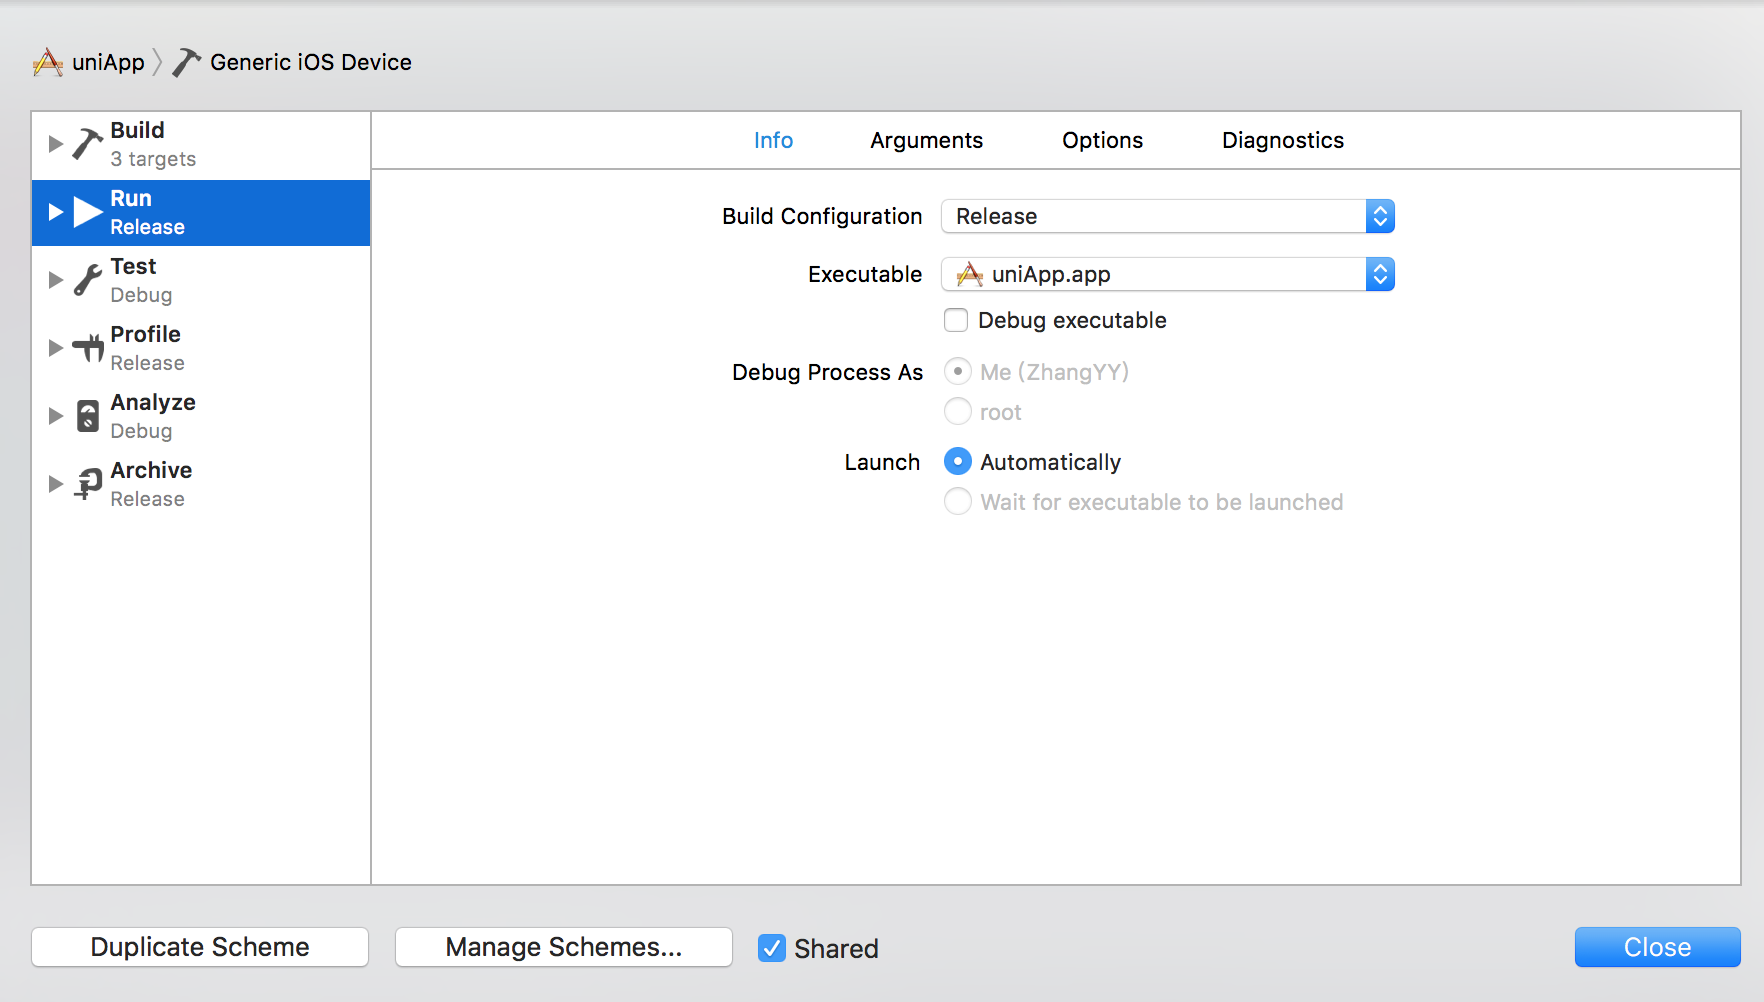 uniApp Generic iOS Device
Build
3 targets
Run
Release
Test
Debug
Profile
Release
Analyze
Debug
Archive
Release
Info Arguments Options Diagnostics
Build Configuration Release
Executable uniApp.app
Debug executable
Debug Process As Me (ZhangYY)
root
Launch Automatically
Wait for executable to be launched
Duplicate Scheme Manage Schemes... Shared Close